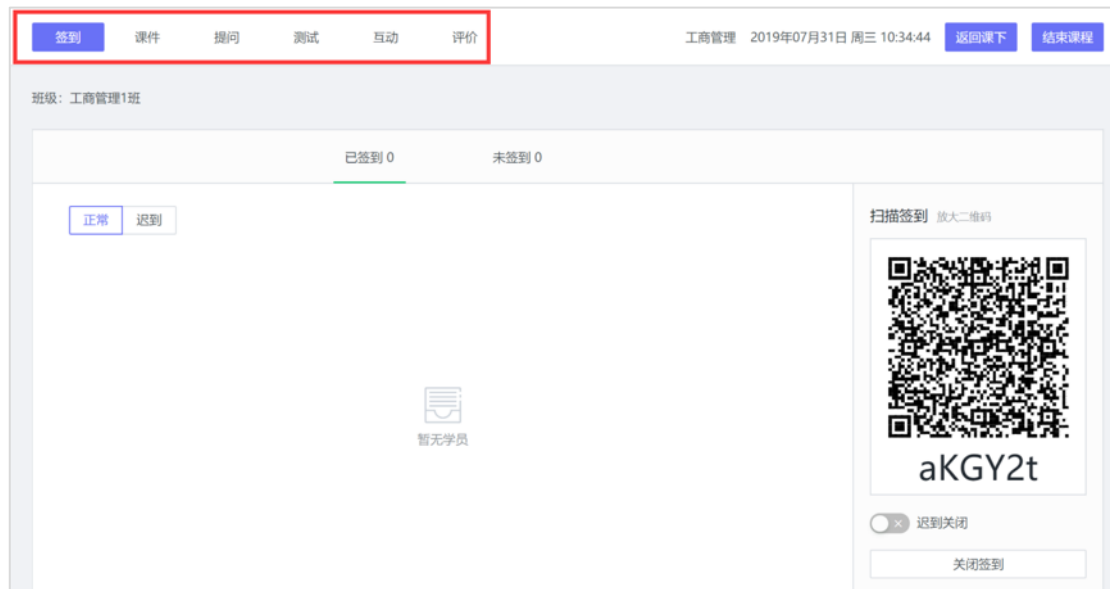 签到 课件 提问 测试 互动 评价 工商管理 2019年07月31日 周三 10:34:44 返回课下 结束课程
班级：工商管理1班
已签到 0 未签到 0
正常 迟到
扫描签到 放大二维码
暂无学员
aKGY2t
迟到关闭
关闭签到